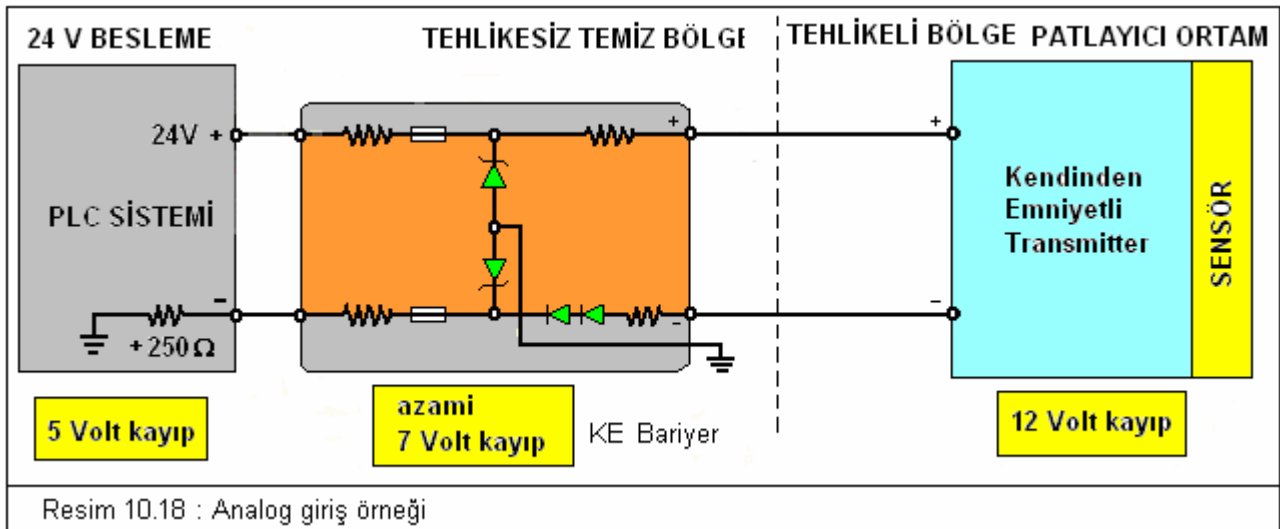 24 V BESLEME
TEHLİKESİZ TEMİZ BÖLGE
TEHLİKELİ BÖLGE PATLAYICI ORTAM
24V +
PLC SİSTEMİ
-
+250 Ω
+
-
+
-
Kendinden
Emniyetli
Transmitter
SENSÖR
5 Volt kayıp
azami
7 Volt kayıp
KE Bariyer
12 Volt kayıp
Resim 10.18 : Analog giriş örneği